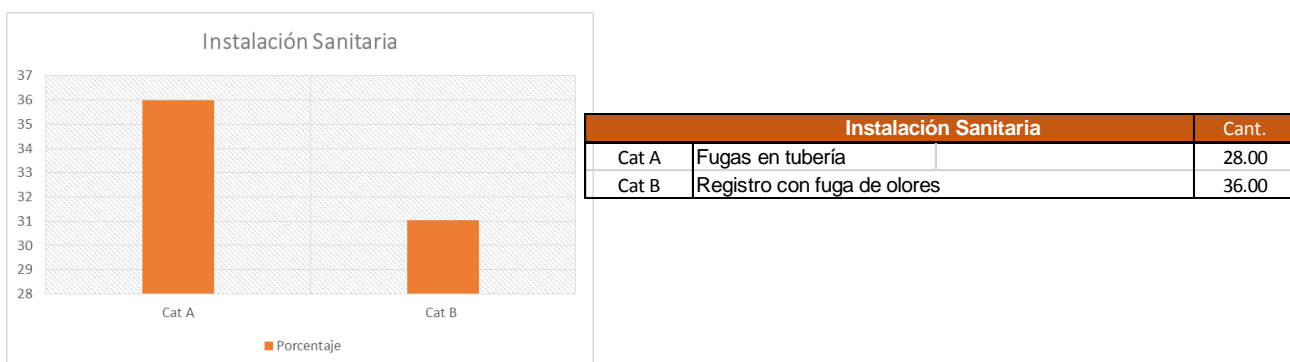 Instalación Sanitaria
37
36
35
34
33
32
31
30
29
28
Cat A Cat B
Porcentaje
Instalación Sanitaria Cant.
Cat A Fugas en tubería 28.00
Cat B Registro con fuga de olores 36.00